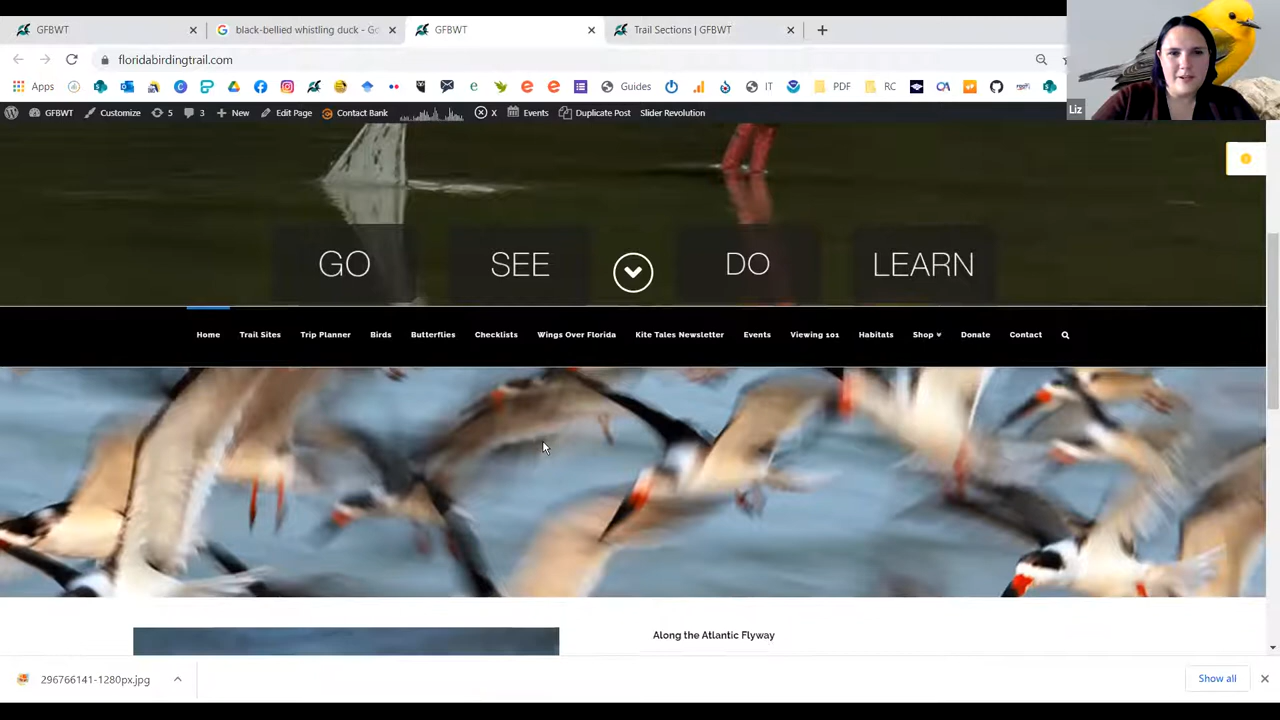 GFBWT
black-bellied whistling duck - Go
GFBWT
Trail Sections | GFBWT
floridabirdingtrail.com
Apps
Guides
IT
PDF
RC
Liz
GFBWT
Customize
5
3
New
Edit Page
Contact Bank
X
Events
Duplicate Post
Slider Revolution
GO
SEE
DO
LEARN
Home
Trail Sites
Trip Planner
Birds
Butterflies
Checklists
Wings Over Florida
Kite Tales Newsletter
Events
Viewing 101
Habitats
Shop
Donate
Contact
Along the Atlantic Flyway
296766141-1280px.jpg
Show all